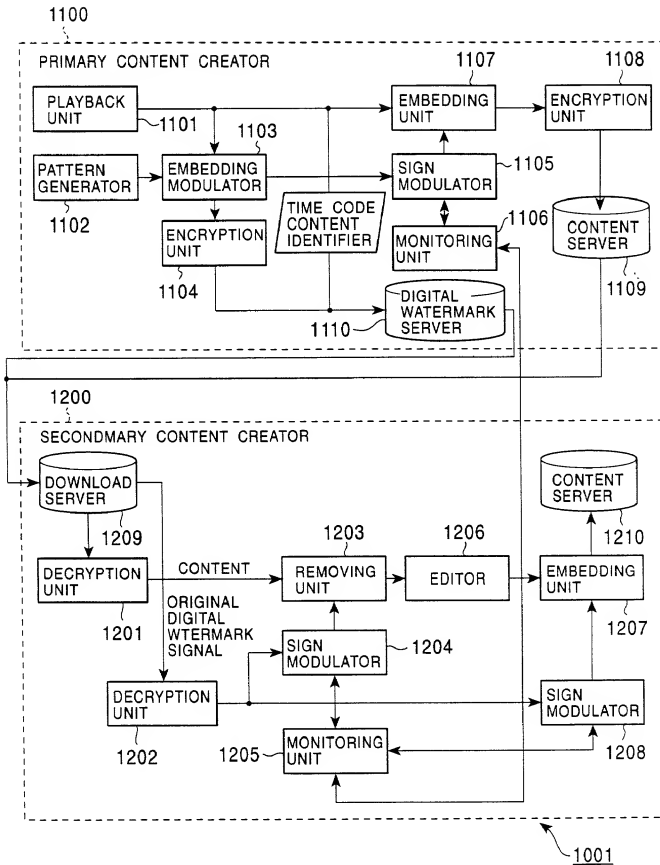 1100
PRIMARY CONTENT CREATOR
1107
1108
PLAYBACK
UNIT
1101
1103
EMBEDDING
UNIT
ENCRYPTION
UNIT
PATTERN
GENERATOR
1102
EMBEDDING
MODULATOR
SIGN
MODULATOR
1105
ENCRYPTION
UNIT
1104
TIME CODE
CONTENT
IDENTIFIER
1106
MONITORING
UNIT
CONTENT
SERVER
1109
DIGITAL
WATERMARK
SERVER
1110
1200
SECONDMARY CONTENT CREATOR
DOWNLOAD
SERVER
1209
CONTENT
SERVER
1210
1203
1206
DECRYPTION
UNIT
1201
CONTENT
REMOVING
UNIT
EDITOR
EMBEDDING
UNIT
1207
ORIGINAL
DIGITAL
WTERMARK
SIGNAL
SIGN
MODULATOR
1204
DECRYPTION
UNIT
1202
SIGN
MODULATOR
1208
1205
MONITORING
UNIT
1001